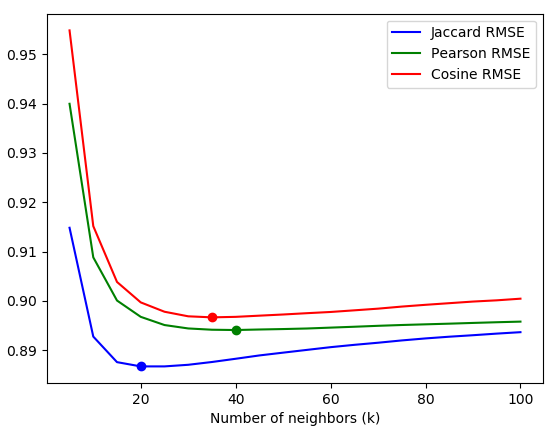 Jaccard RMSE
Pearson RMSE
Cosine RMSE
0.95
0.94
0.93
0.92
0.91
0.90
0.89
20 40 60 80 100
Number of neighbors (k)